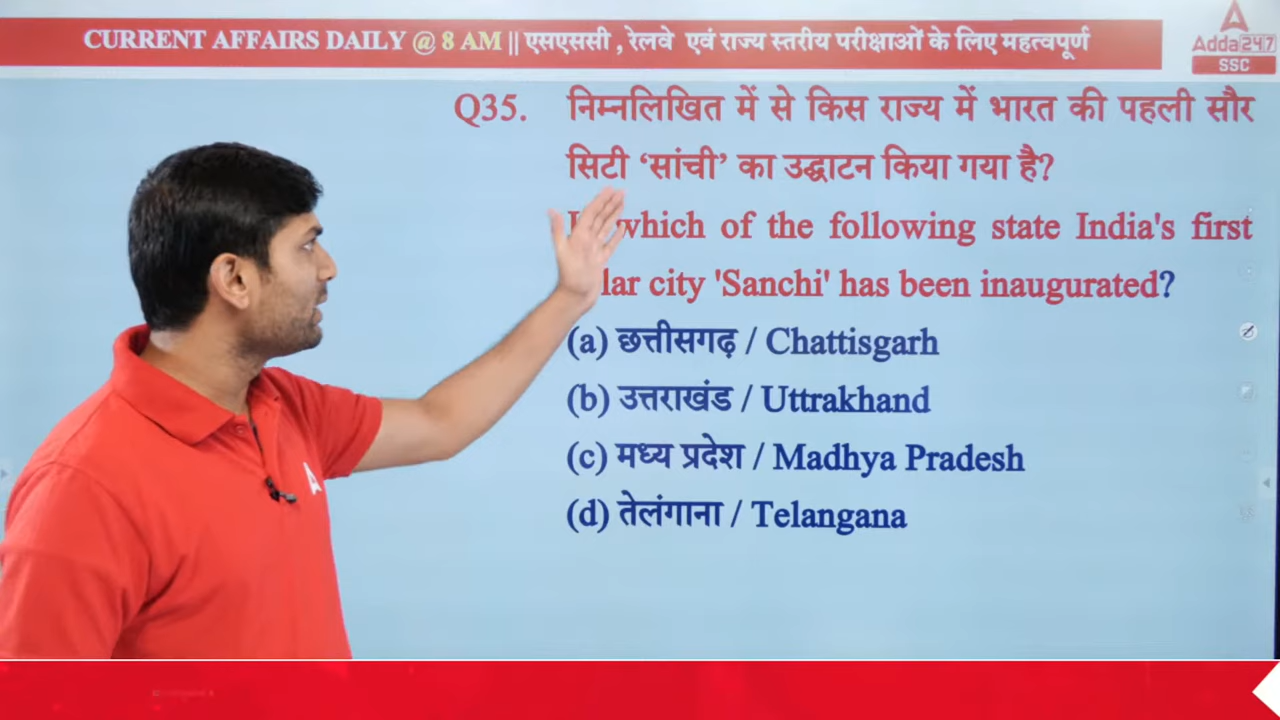 CURRENT AFFAIRS DAILY @ 8 AM || एसएससी , रेलवे एवं राज्य स्तरीय परीक्षाओं के लिए महत्वपूर्ण
Adda247
SSC
Q35. निम्नलिखित में से किस राज्य में भारत की पहली सौर
सिटी ‘सांची’ का उद्घाटन किया गया है?
which of the following state India's first
city 'Sanchi' has been inaugurated?
(a) छत्तीसगढ़ / Chattisgarh
(b) उत्तराखंड / Uttrakhand
(c) मध्य प्रदेश / Madhya Pradesh
(d) तेलंगाना / Telangana